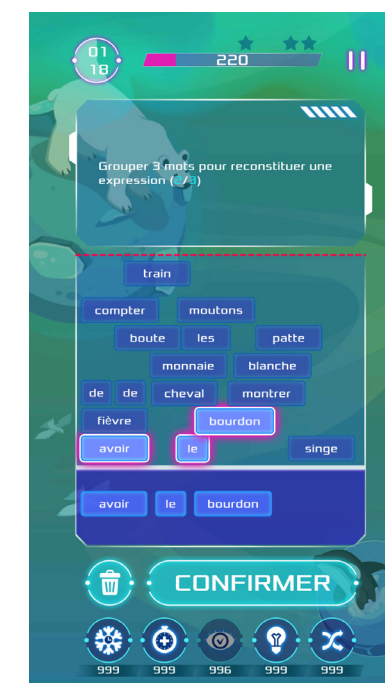 01
18
220
Grouper 3 mots pour reconstituer une
expression ( /3)
train
compter moutons
boute les patte
monnaie blanche
de de cheval montrer
fièvre bourdon
avoir le singe
avoir le bourdon
CONFIRMER
999 999 996 999 999